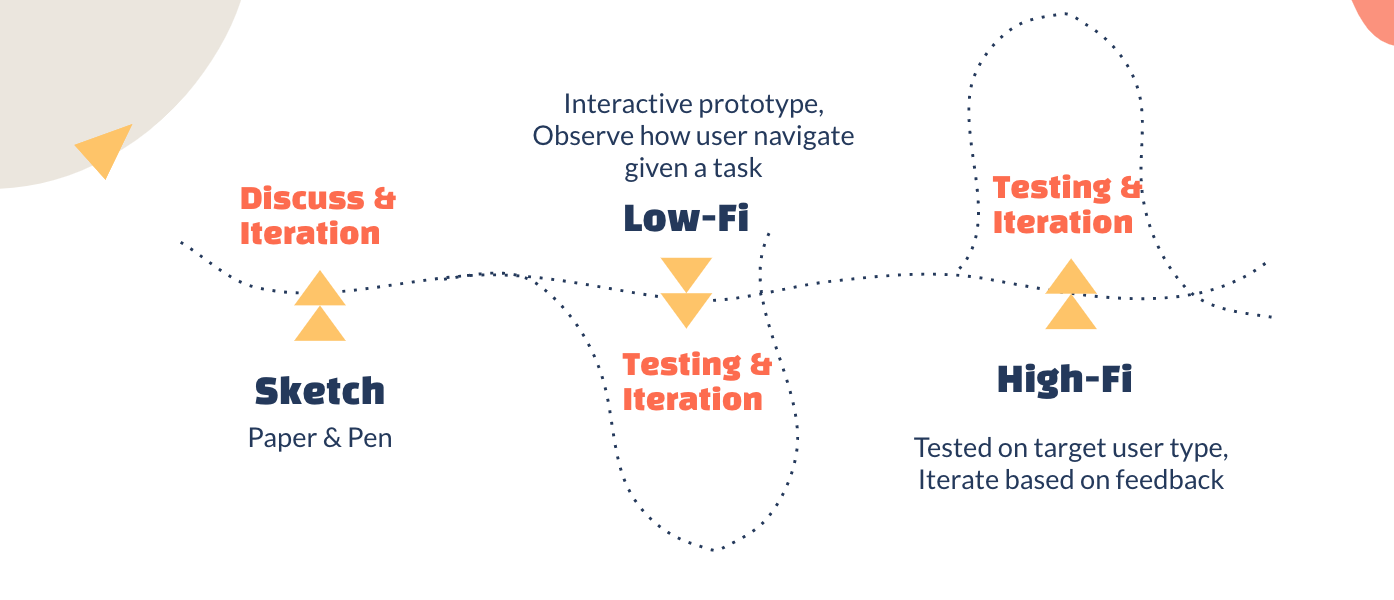 Discuss &
Iteration
Sketch
Paper & Pen
Interactive prototype,
Observe how user navigate
given a task
Low-Fi
Testing &
Iteration
Testing &
Iteration
High-Fi
Tested on target user type,
Iterate based on feedback